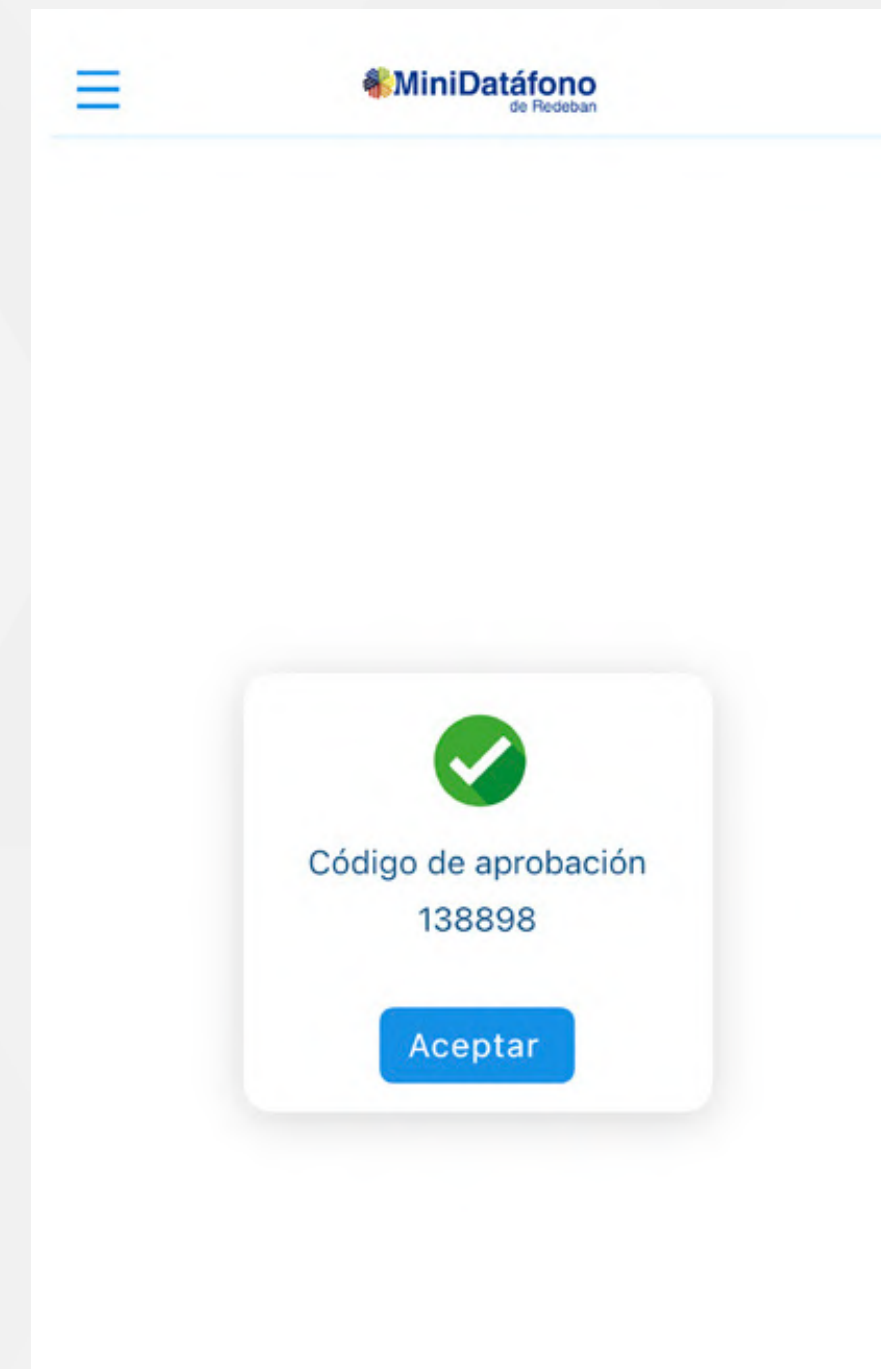 MiniDatáfono
de Redeban
Código de aprobación
138898
Aceptar